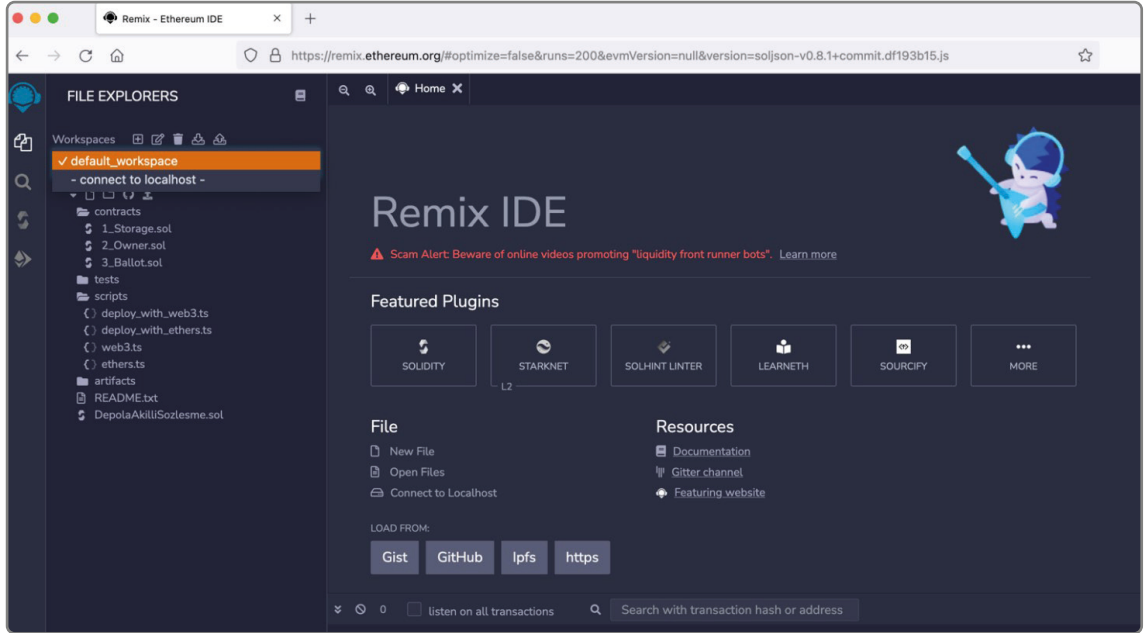 Remix - Ethereum IDE
https://remix.ethereum.org/#optimize=false&runs=200&evmVersion=null&version=soljson-v0.8.1+commit.df193b15.js
FILE EXPLORERS
Home
Workspaces
✓ default_workspace
- connect to localhost -
contracts
1_Storage.sol
2_Owner.sol
3_Ballot.sol
tests
scripts
deploy_with_web3.ts
deploy_with_ethers.ts
web3.ts
ethers.ts
artifacts
README.txt
DepolaAkilliSozlesme.sol
Remix IDE
Scam Alert: Beware of online videos promoting "liquidity front runner bots". Learn more
Featured Plugins
SOLIDITY
STARKNET
L2
SOLHINT LINTER
LEARNETH
SOURCIFY
MORE
File
New File
Open Files
Connect to Localhost
Resources
Documentation
Gitter channel
Featuring website
LOAD FROM:
Gist GitHub Ipfs https
0 listen on all transactions Search with transaction hash or address